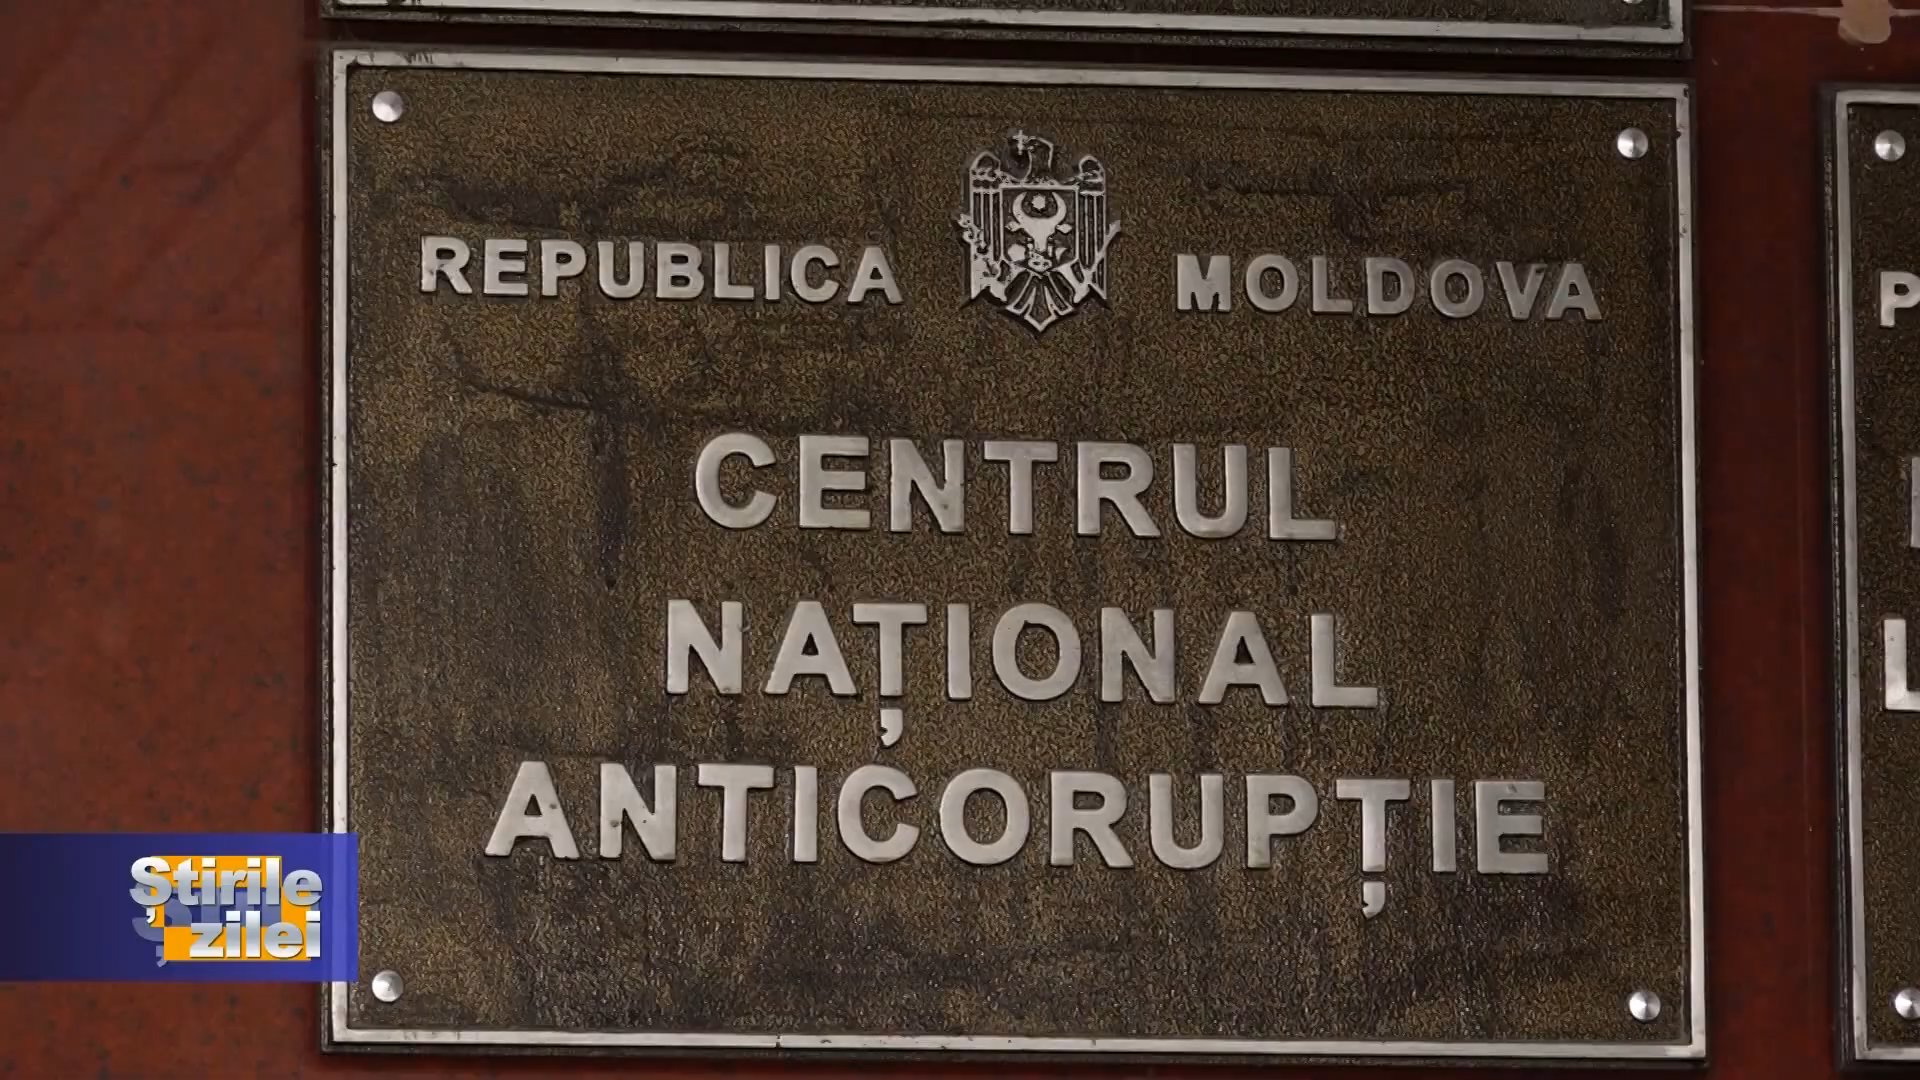 REPUBLICA MOLDOVA
CENTRUL
NAȚIONAL
ANTICORUPȚIE
Știrile
zilei